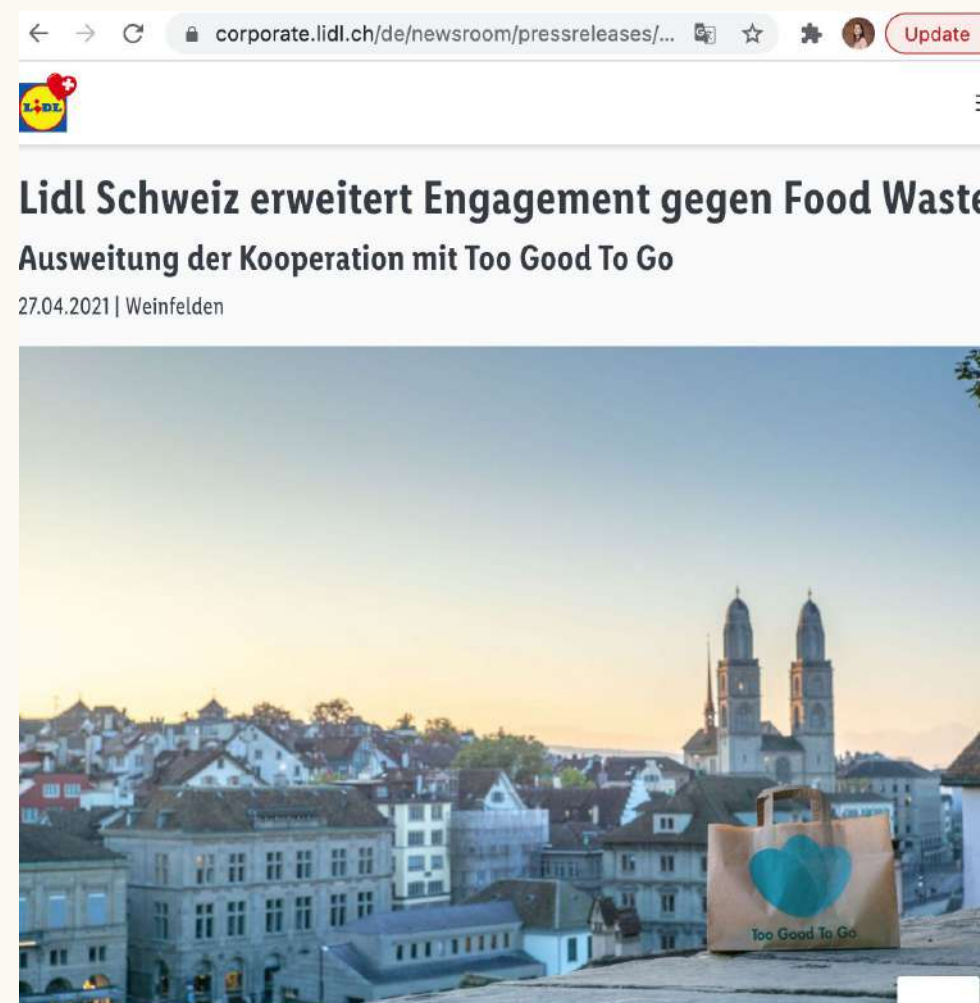 corporate.lidl.ch/de/newsroom/pressreleases/...
Update
LiDL
Lidl Schweiz erweitert Engagement gegen Food Waste
Ausweitung der Kooperation mit Too Good To Go
27.04.2021 | Weinfelden
Too Good To Go